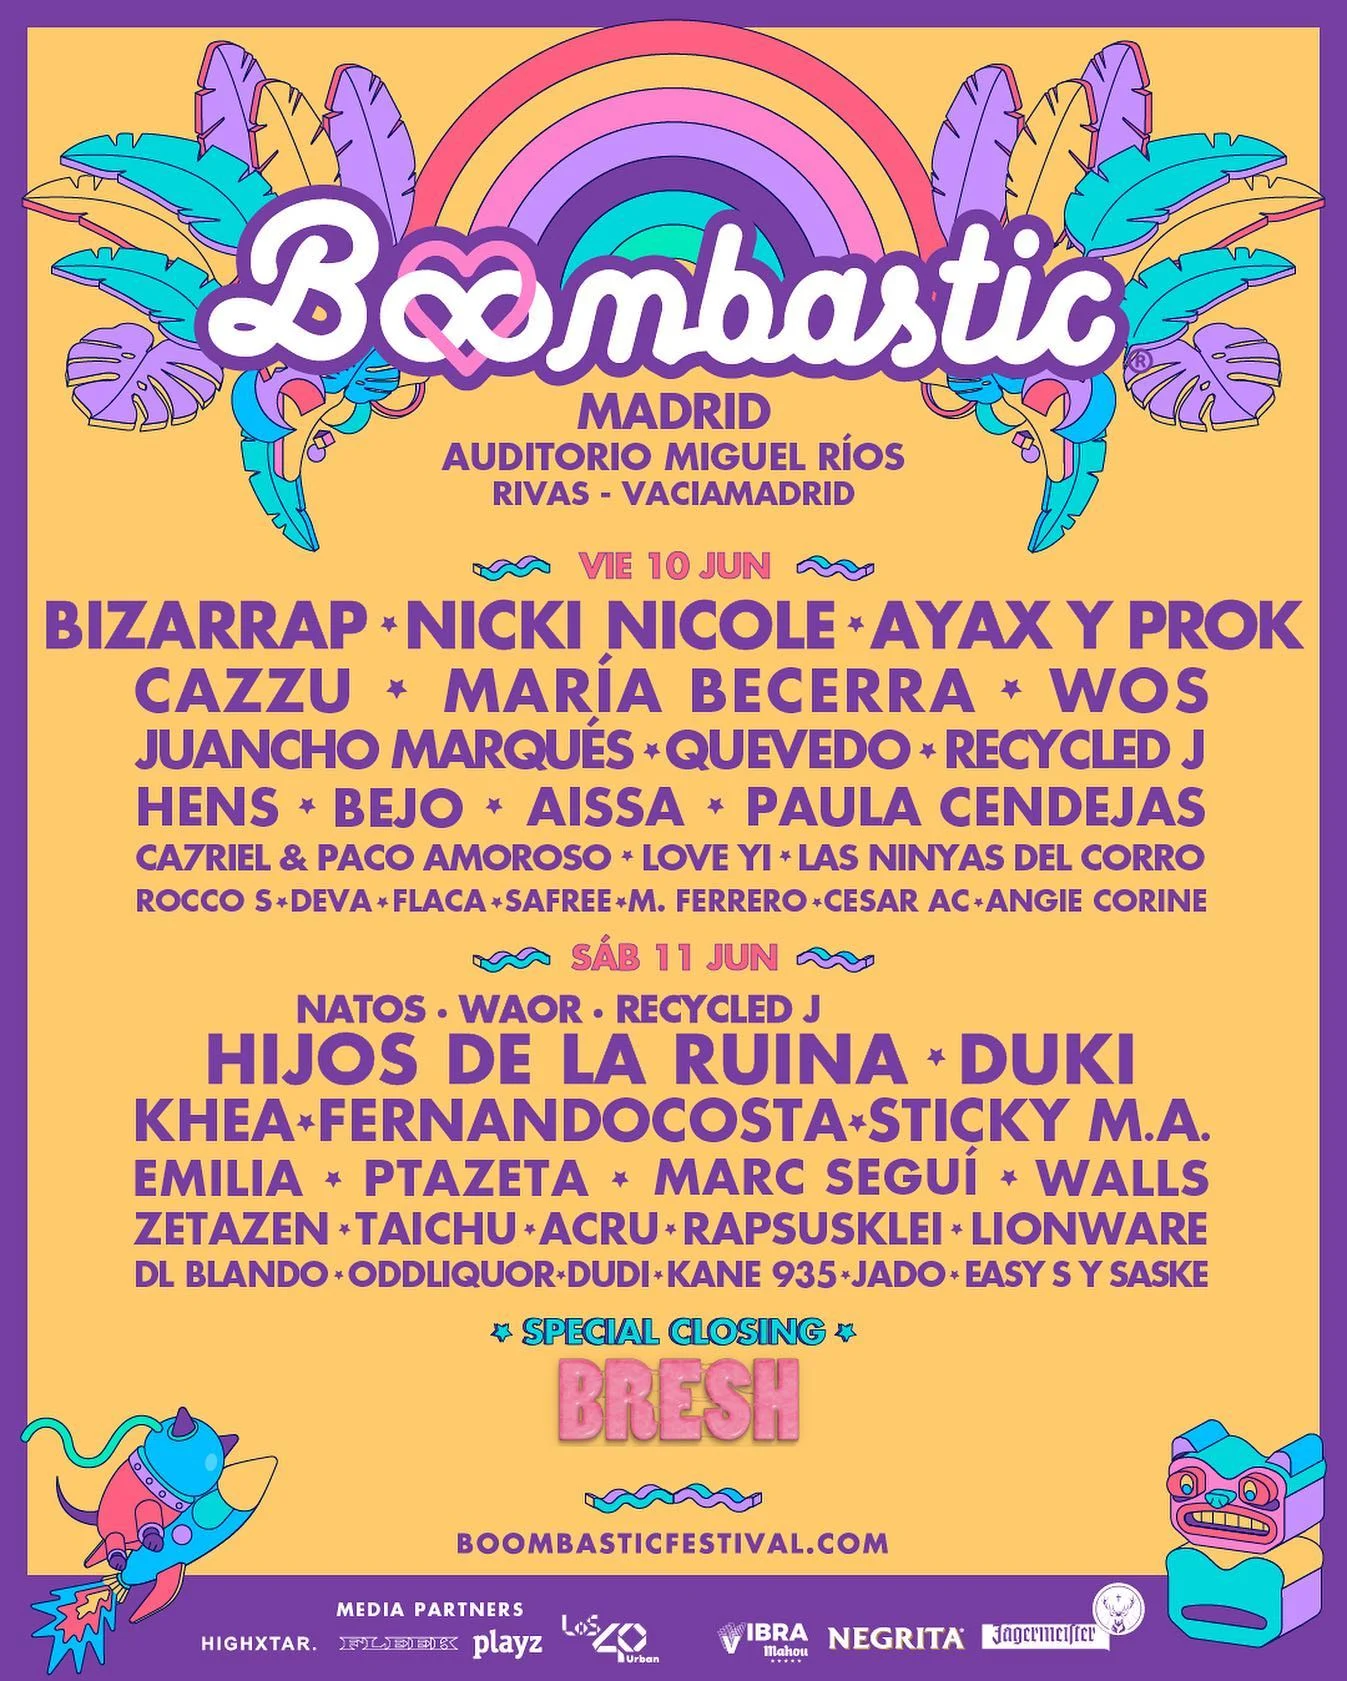 Boombastic
®
MADRID
AUDITORIO MIGUEL RÍOS
RIVAS - VACIAMADRID
VIE 10 JUN
BIZARRAP ★ NICKI NICOLE ★ AYAX Y PROK
CAZZU ★ MARÍA BECERRA ★ WOS
JUANCHO MARQUÉS ★ QUEVEDO ★ RECYCLED J
HENS ★ BEJO ★ AISSA ★ PAULA CENDEJAS
CA7RIEL & PACO AMOROSO ★ LOVE YI ★ LAS NINYAS DEL CORRO
ROCCO S ★ DEVA ★ FLACA ★ SAFREE ★ M. FERRERO ★ CESAR AC ★ ANGIE CORINE
SÁB 11 JUN
NATOS · WAOR · RECYCLED J
HIJOS DE LA RUINA ★ DUKI
KHEA ★ FERNANDOCOSTA ★ STICKY M.A.
EMILIA ★ PTAZETA ★ MARC SEGUÍ ★ WALLS
ZETAZEN ★ TAICHU ★ ACRU ★ RAPSUSKLEI ★ LIONWARE
DL BLANDO ★ ODDLIQUOR ★ DUDI ★ KANE 935 ★ JADO ★ EASY S Y SASKE
★ SPECIAL CLOSING ★
BRESH
BOOMBASTICFESTIVAL.COM
MEDIA PARTNERS
HIGHXTAR. FLEEK playz LOS 40 Urban VIBRA Mahou NEGRITA Jägermeister